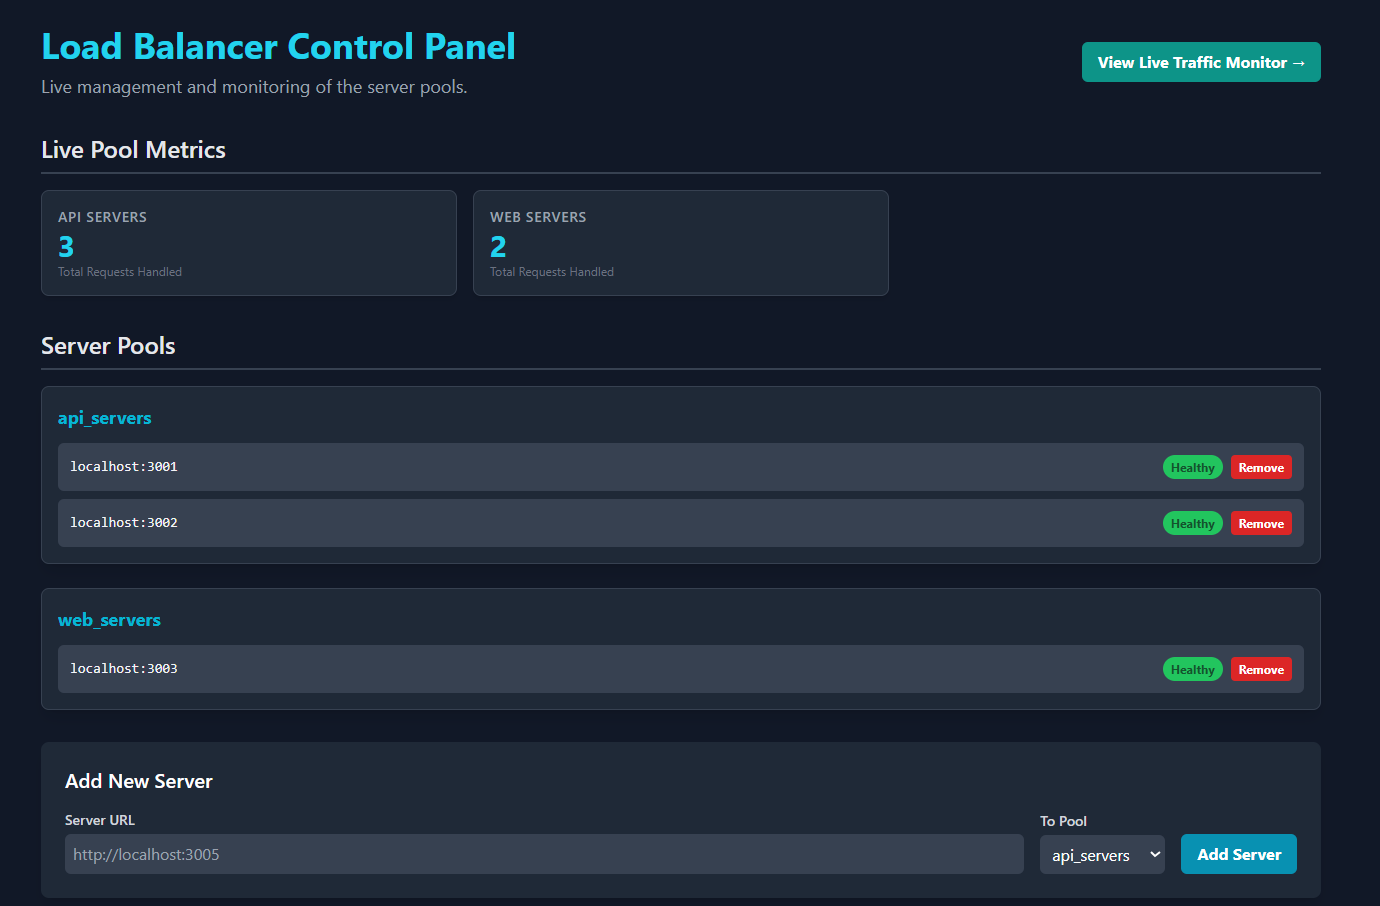 Load Balancer Control Panel
Live management and monitoring of the server pools.
View Live Traffic Monitor →
Live Pool Metrics
API SERVERS
3
Total Requests Handled
WEB SERVERS
2
Total Requests Handled
Server Pools
api_servers
localhost:3001
Healthy
Remove
localhost:3002
Healthy
Remove
web_servers
localhost:3003
Healthy
Remove
Add New Server
Server URL
http://localhost:3005
To Pool
api_servers
Add Server